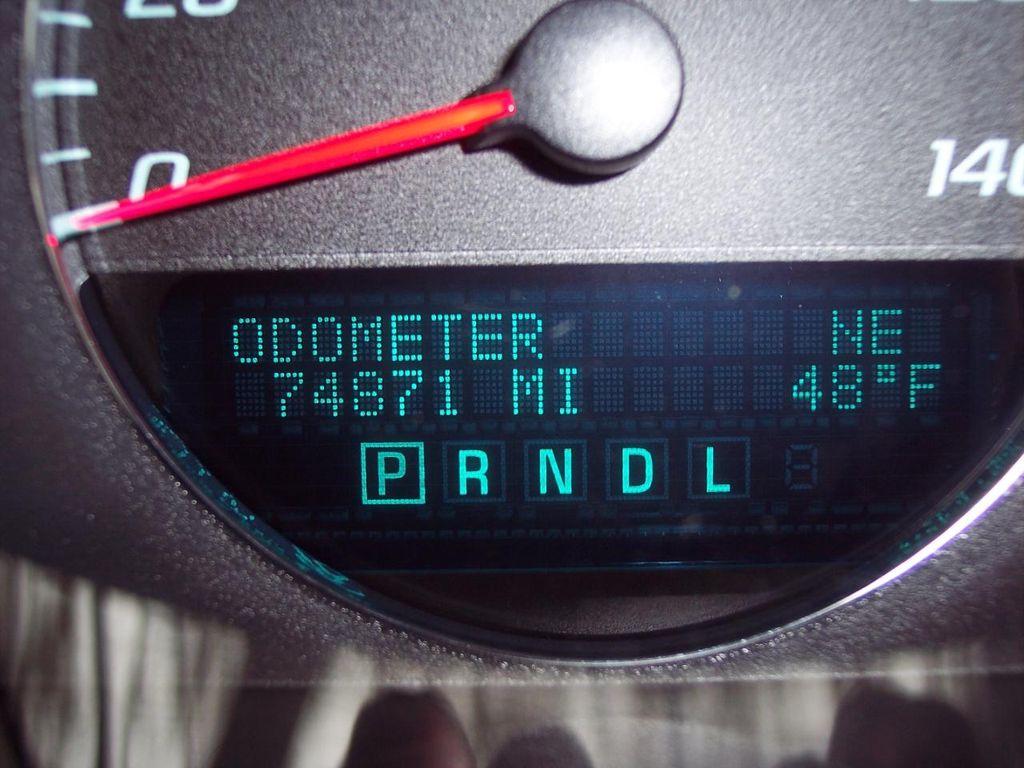 0
140
ODOMETER NE
74871 MI 48°F
P R N D L